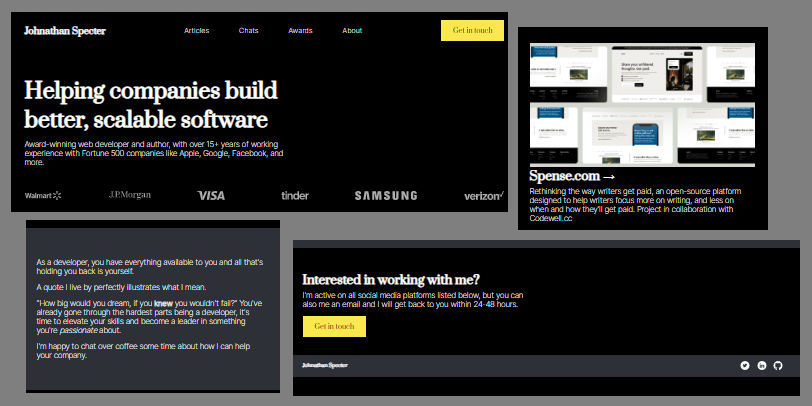 Johnathan Specter
Articles
Chats
Awards
About
Get in touch
Helping companies build
better, scalable software
Award-winning web developer and author, with over 15+ years of working
experience with Fortune 500 companies like Apple, Google, Facebook, and
more.
Walmart
J.P.Morgan
VISA
tinder
SAMSUNG
verizon
Spense.com →
Rethinking the way writers get paid, an open-source platform
designed to help writers focus more on writing, and less on
when and how they'll get paid. Project in collaboration with
Codewell.cc
As a developer, you have everything available to you and all that's
holding you back is yourself.
A quote I live by perfectly illustrates what I mean.
"How big would you dream, if you knew you wouldn't fail?" You've
already gone through the hardest parts being a developer, it's
time to elevate your skills and become a leader in something
you're passionate about.
I'm happy to chat over coffee some time about how I can help
your company.
Interested in working with me?
I'm active on all social media platforms listed below, but you can
also me an email and I will get back to you within 24-48 hours.
Get in touch
Johnathan Specter